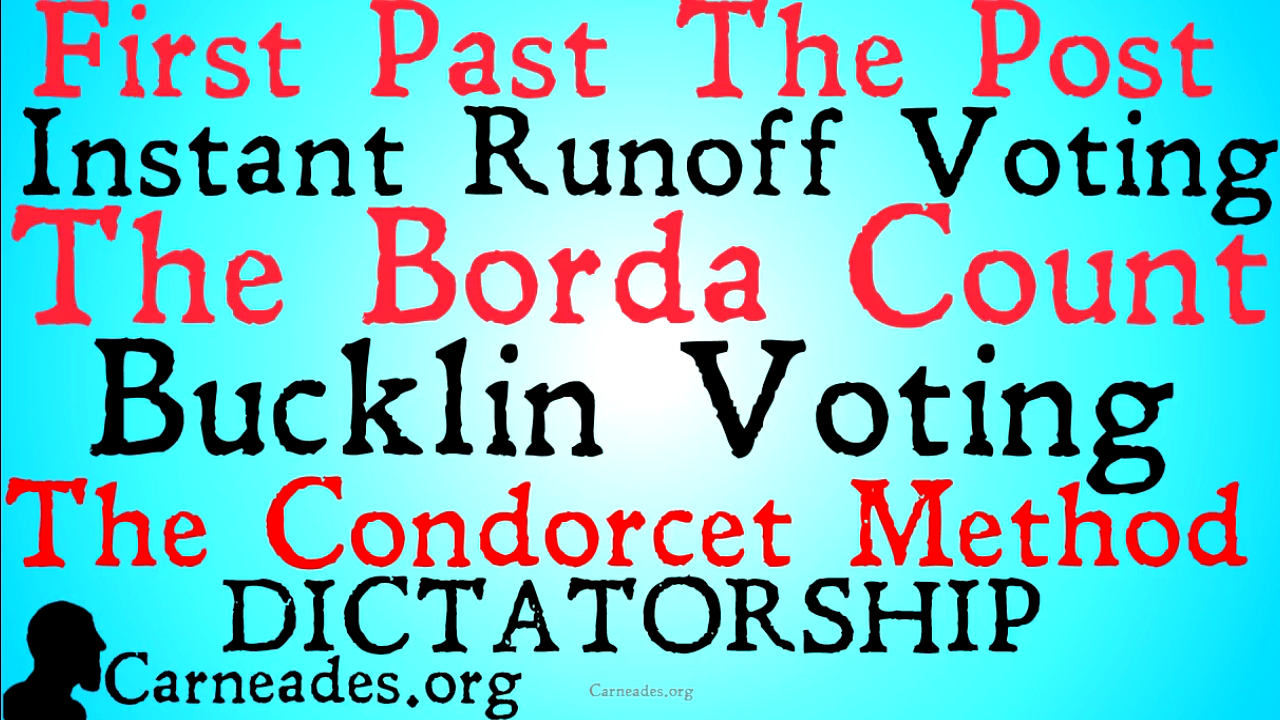 First Past The Post
Instant Runoff Voting
The Borda Count
Bucklin Voting
The Condorcet Method
DICTATORSHIP
Carneades.org
Carneades.org